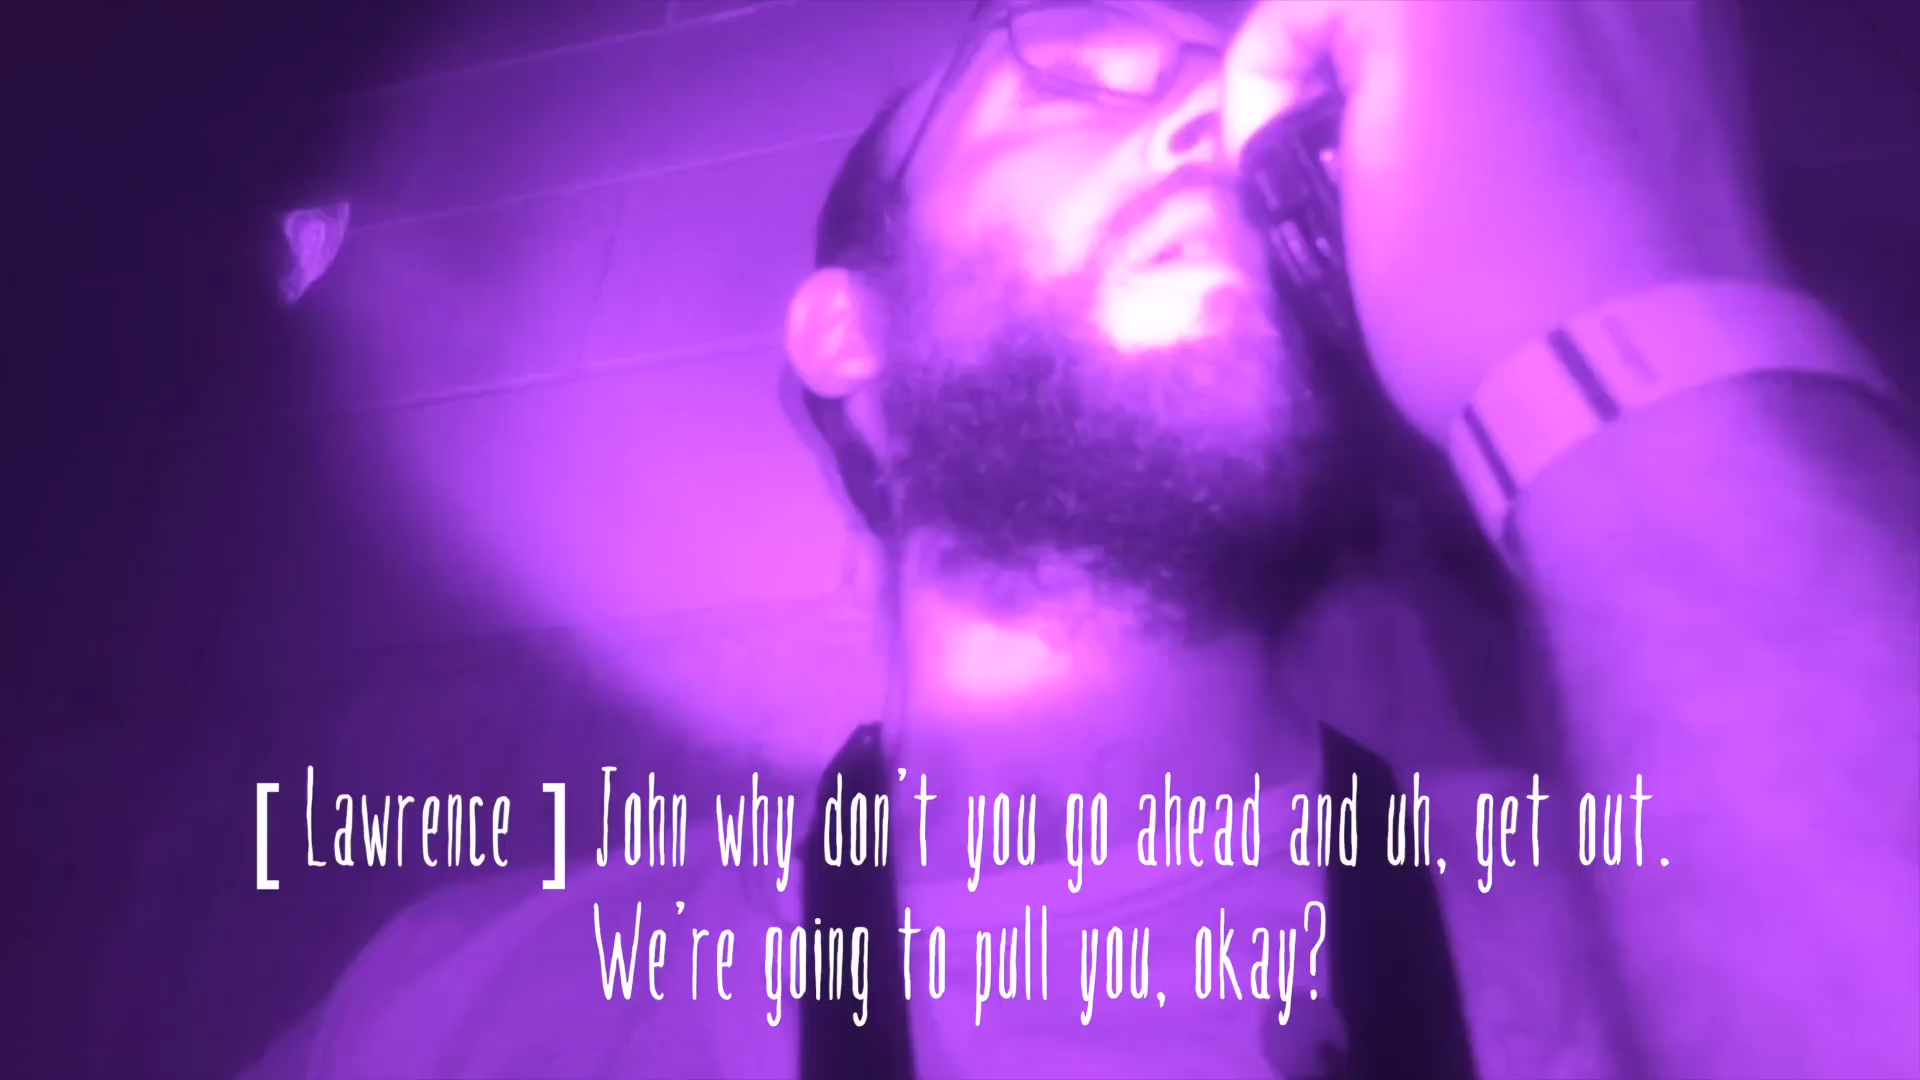 [ Lawrence ] John why don't you go ahead and uh, get out.
We're going to pull you, okay?